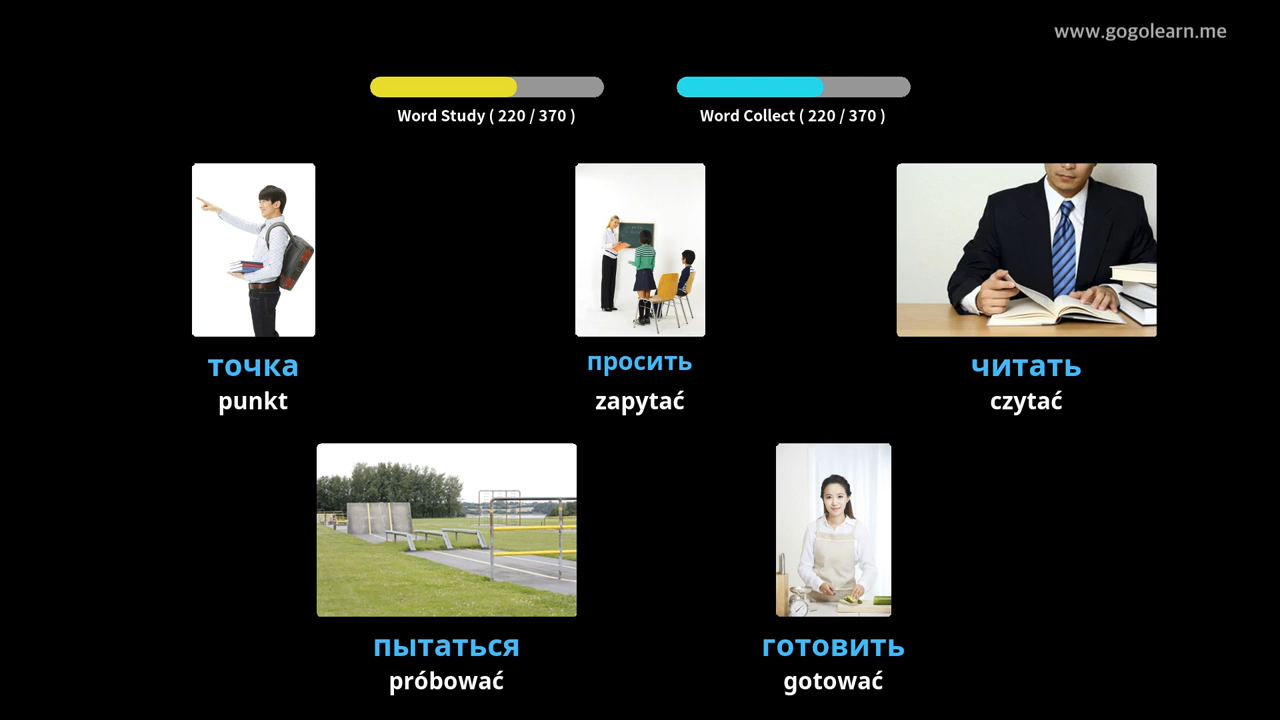 www.gogolearn.me
Word Study ( 220 / 370 )
Word Collect ( 220 / 370 )
точка
punkt
просить
zapytać
читать
czytać
пытаться
próbować
готовить
gotować